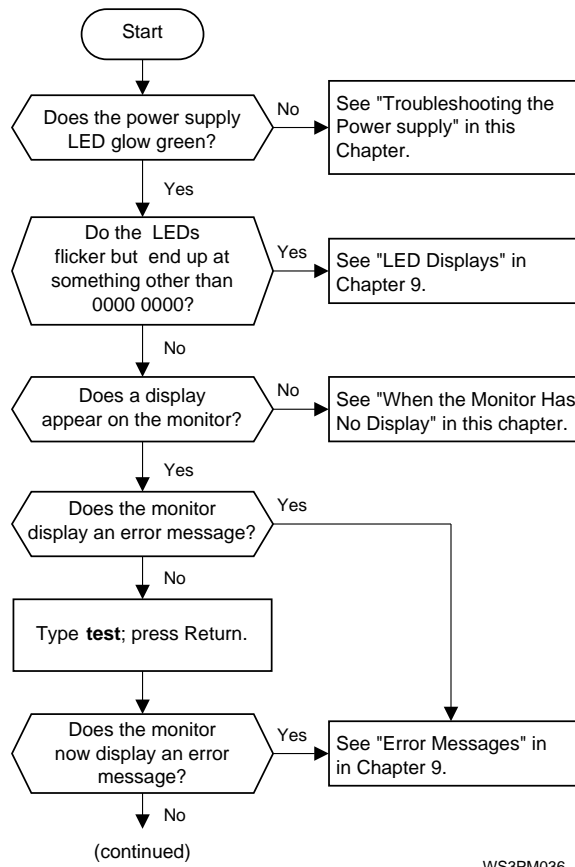 Start
Does the power supply
LED glow green?
No
See "Troubleshooting the
Power supply" in this
Chapter.
Yes
Do the LEDs
flicker but end up at
something other than
0000 0000?
Yes
See "LED Displays" in
Chapter 9.
No
Does a display
appear on the monitor?
No
See "When the Monitor Has
No Display" in this chapter.
Yes
Does the monitor
display an error message?
Yes
No
Type test; press Return.
Does the monitor
now display an error
message?
Yes
See "Error Messages" in
in Chapter 9.
No
(continued)
WS3PM036